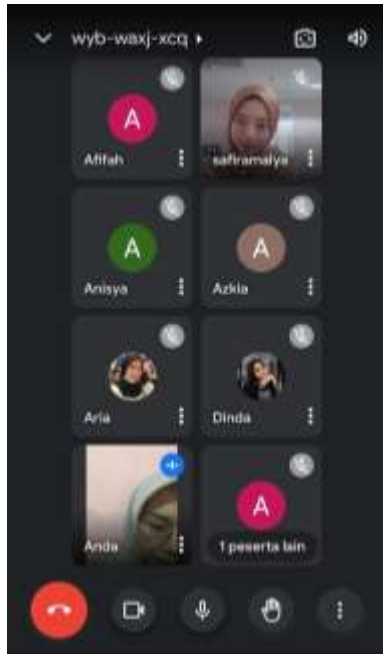 wyb-waxj-xcq
A
Afifah
safiramalya
A
Anisya
A
Azkia
Aria
Dinda
Anda
A
1 peserta lain